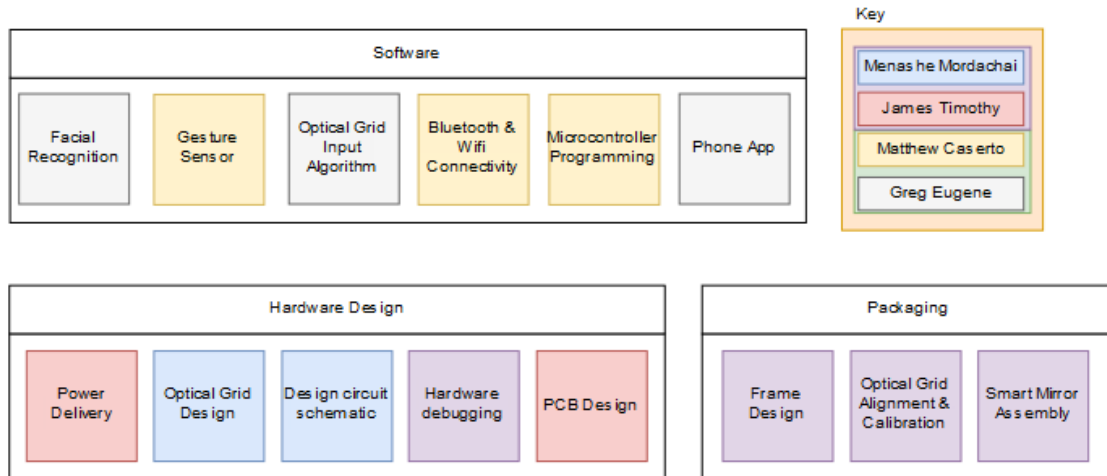 Key
Software
Menashe Mordachai
James Timothy
Matthew Caserto
Greg Eugene
Facial
Recognition
Gesture
Sensor
Optical Grid
Input
Algorithm
Bluetooth &
Wifi
Connectivity
Microcontroller
Programming
Phone App
Hardware Design
Power
Delivery
Optical Grid
Design
Design circuit
schematic
Hardware
debugging
PCB Design
Packaging
Frame
Design
Optical Grid
Alignment &
Calibration
Smart Mirror
Assembly